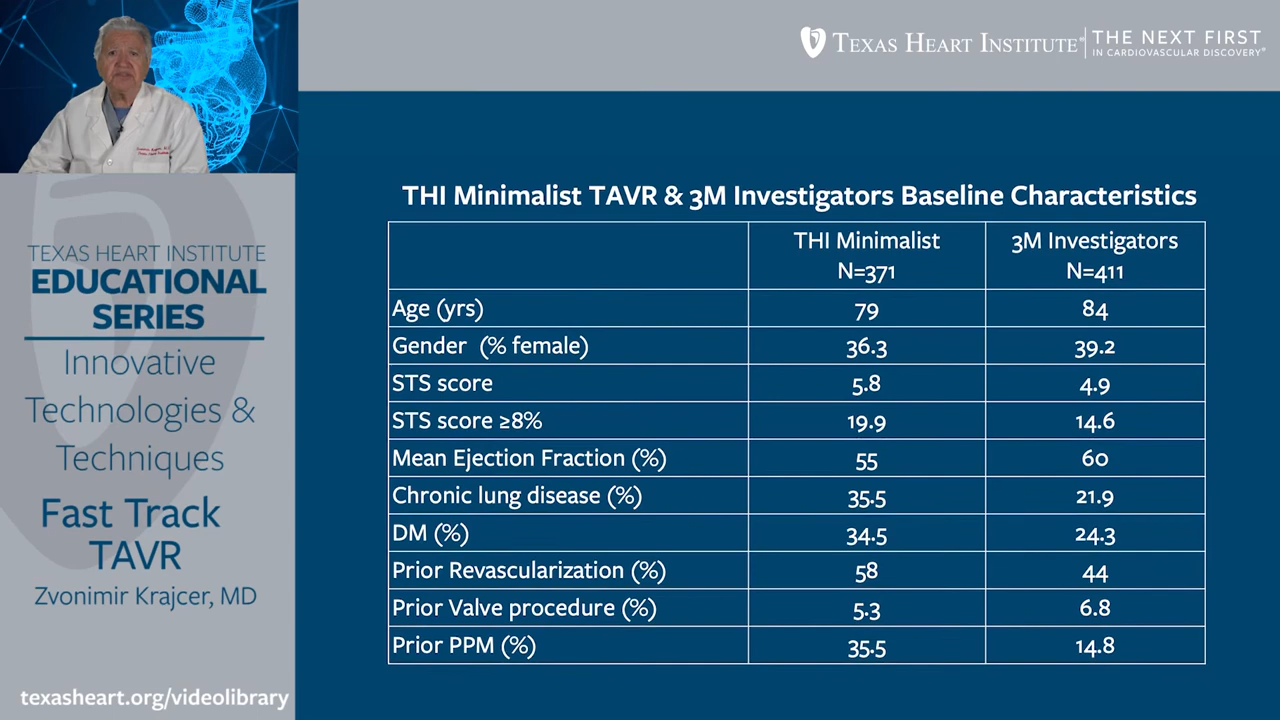 TEXAS HEART INSTITUTE® THE NEXT FIRST
IN CARDIOVASCULAR DISCOVERY®
TEXAS HEART INSTITUTE
EDUCATIONAL
SERIES
Innovative
Technologies &
Techniques
Fast Track
TAVR
Zvonimir Krajcer, MD
texasheart.org/videolibrary
THI Minimalist TAVR & 3M Investigators Baseline Characteristics
THI Minimalist 3M Investigators
N=371 N=411
Age (yrs) 79 84
Gender (% female) 36.3 39.2
STS score 5.8 4.9
STS score ≥8% 19.9 14.6
Mean Ejection Fraction (%) 55 60
Chronic lung disease (%) 35.5 21.9
DM (%) 34.5 24.3
Prior Revascularization (%) 58 44
Prior Valve procedure (%) 5.3 6.8
Prior PPM (%) 35.5 14.8